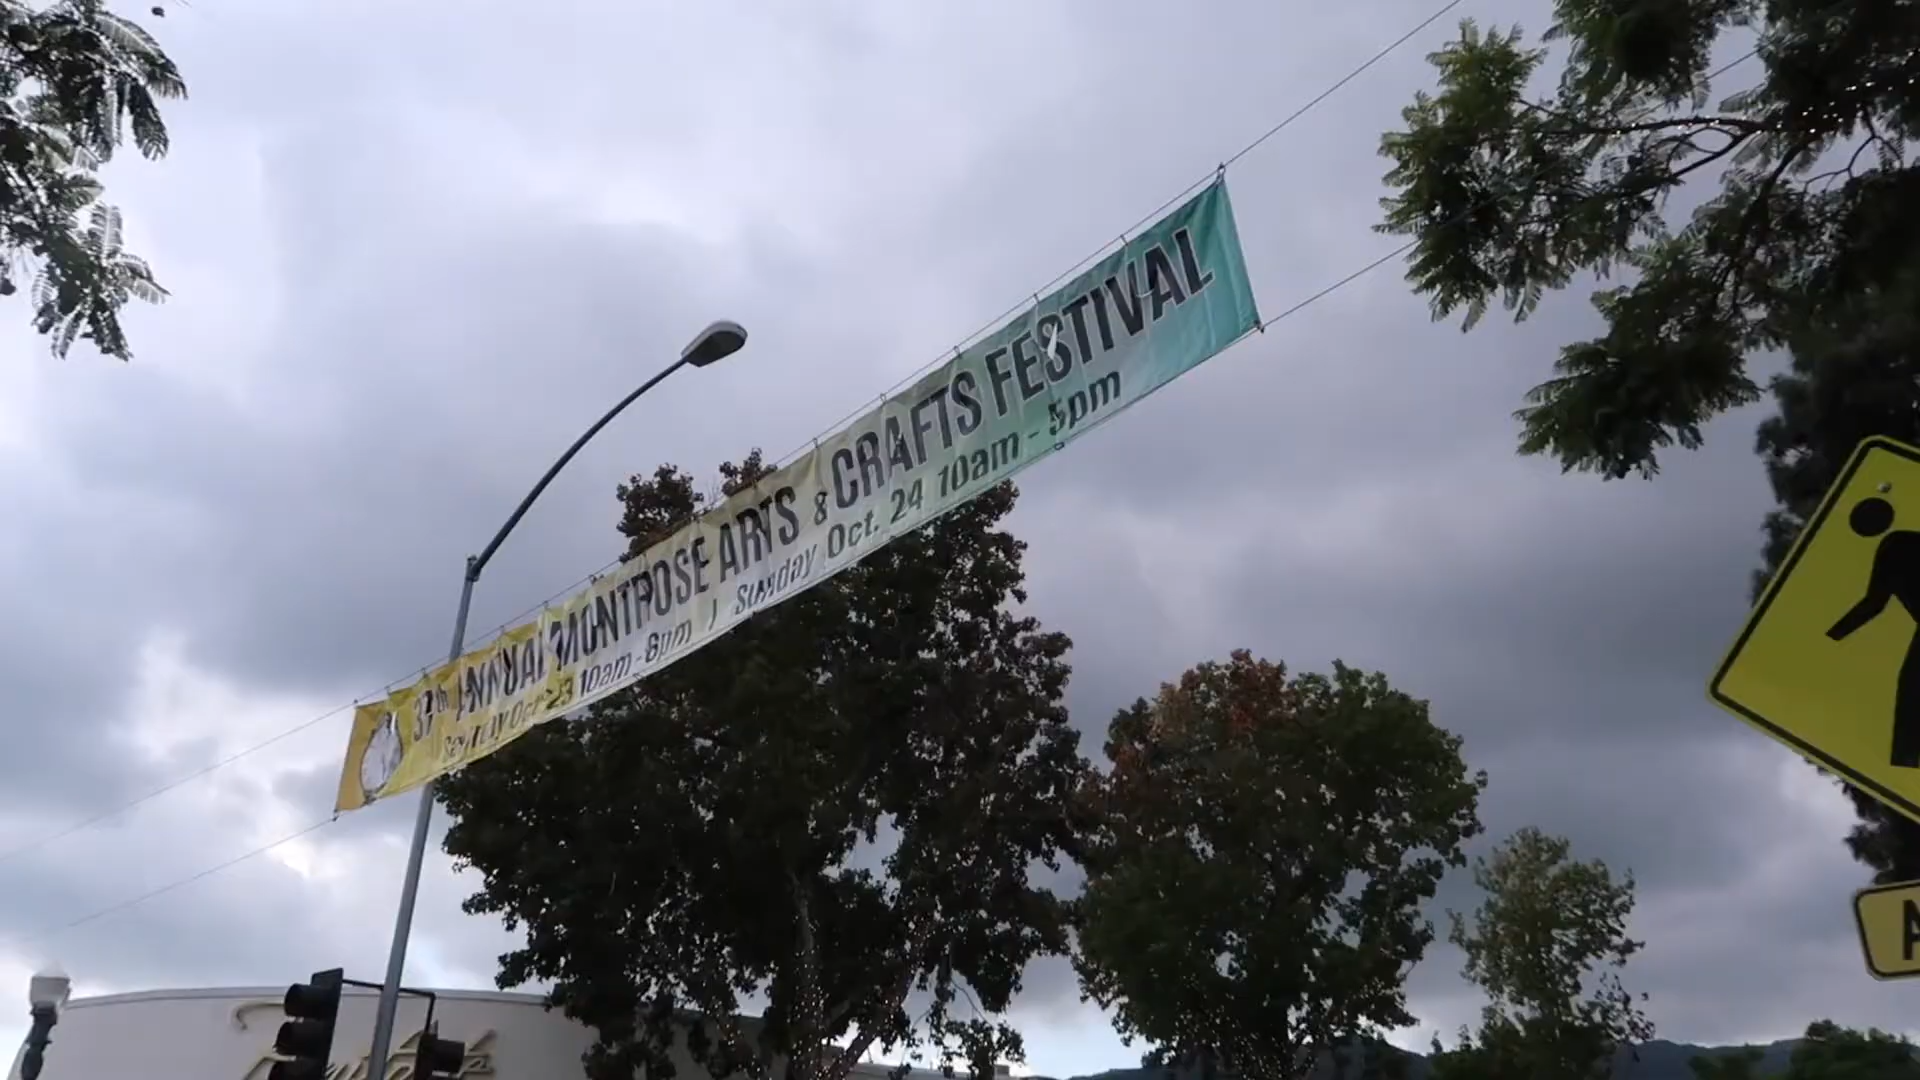 37th ANNUAL MONTROSE ARTS & CRAFTS FESTIVAL
Saturday Oct. 23 10am - 6pm | Sunday Oct. 24 10am - 5pm